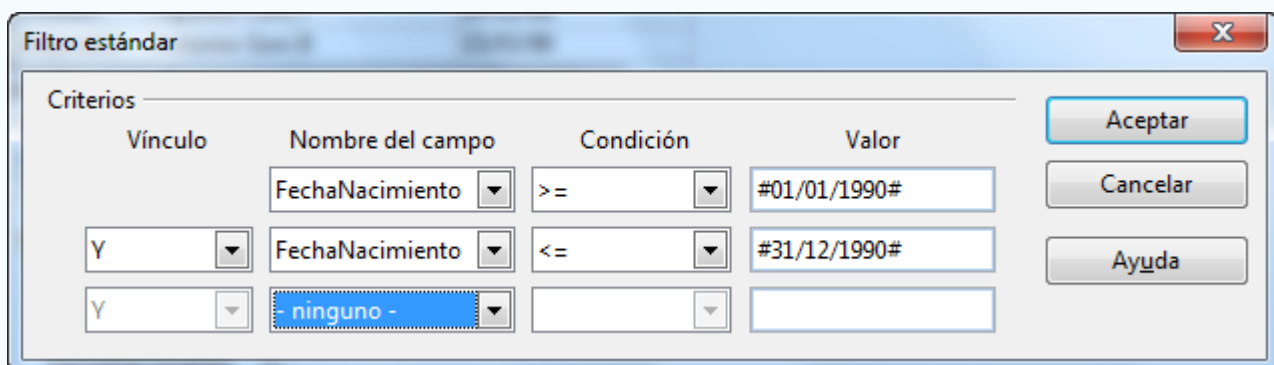 Filtro estándar
Criterios
Vínculo Nombre del campo Condición Valor
FechaNacimiento >= #01/01/1990#
Y FechaNacimiento <= #31/12/1990#
Y - ninguno -
Aceptar
Cancelar
Ayuda